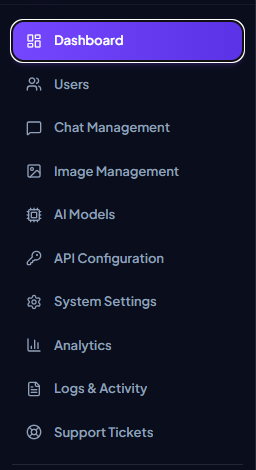 Dashboard
Users
Chat Management
Image Management
AI Models
API Configuration
System Settings
Analytics
Logs & Activity
Support Tickets